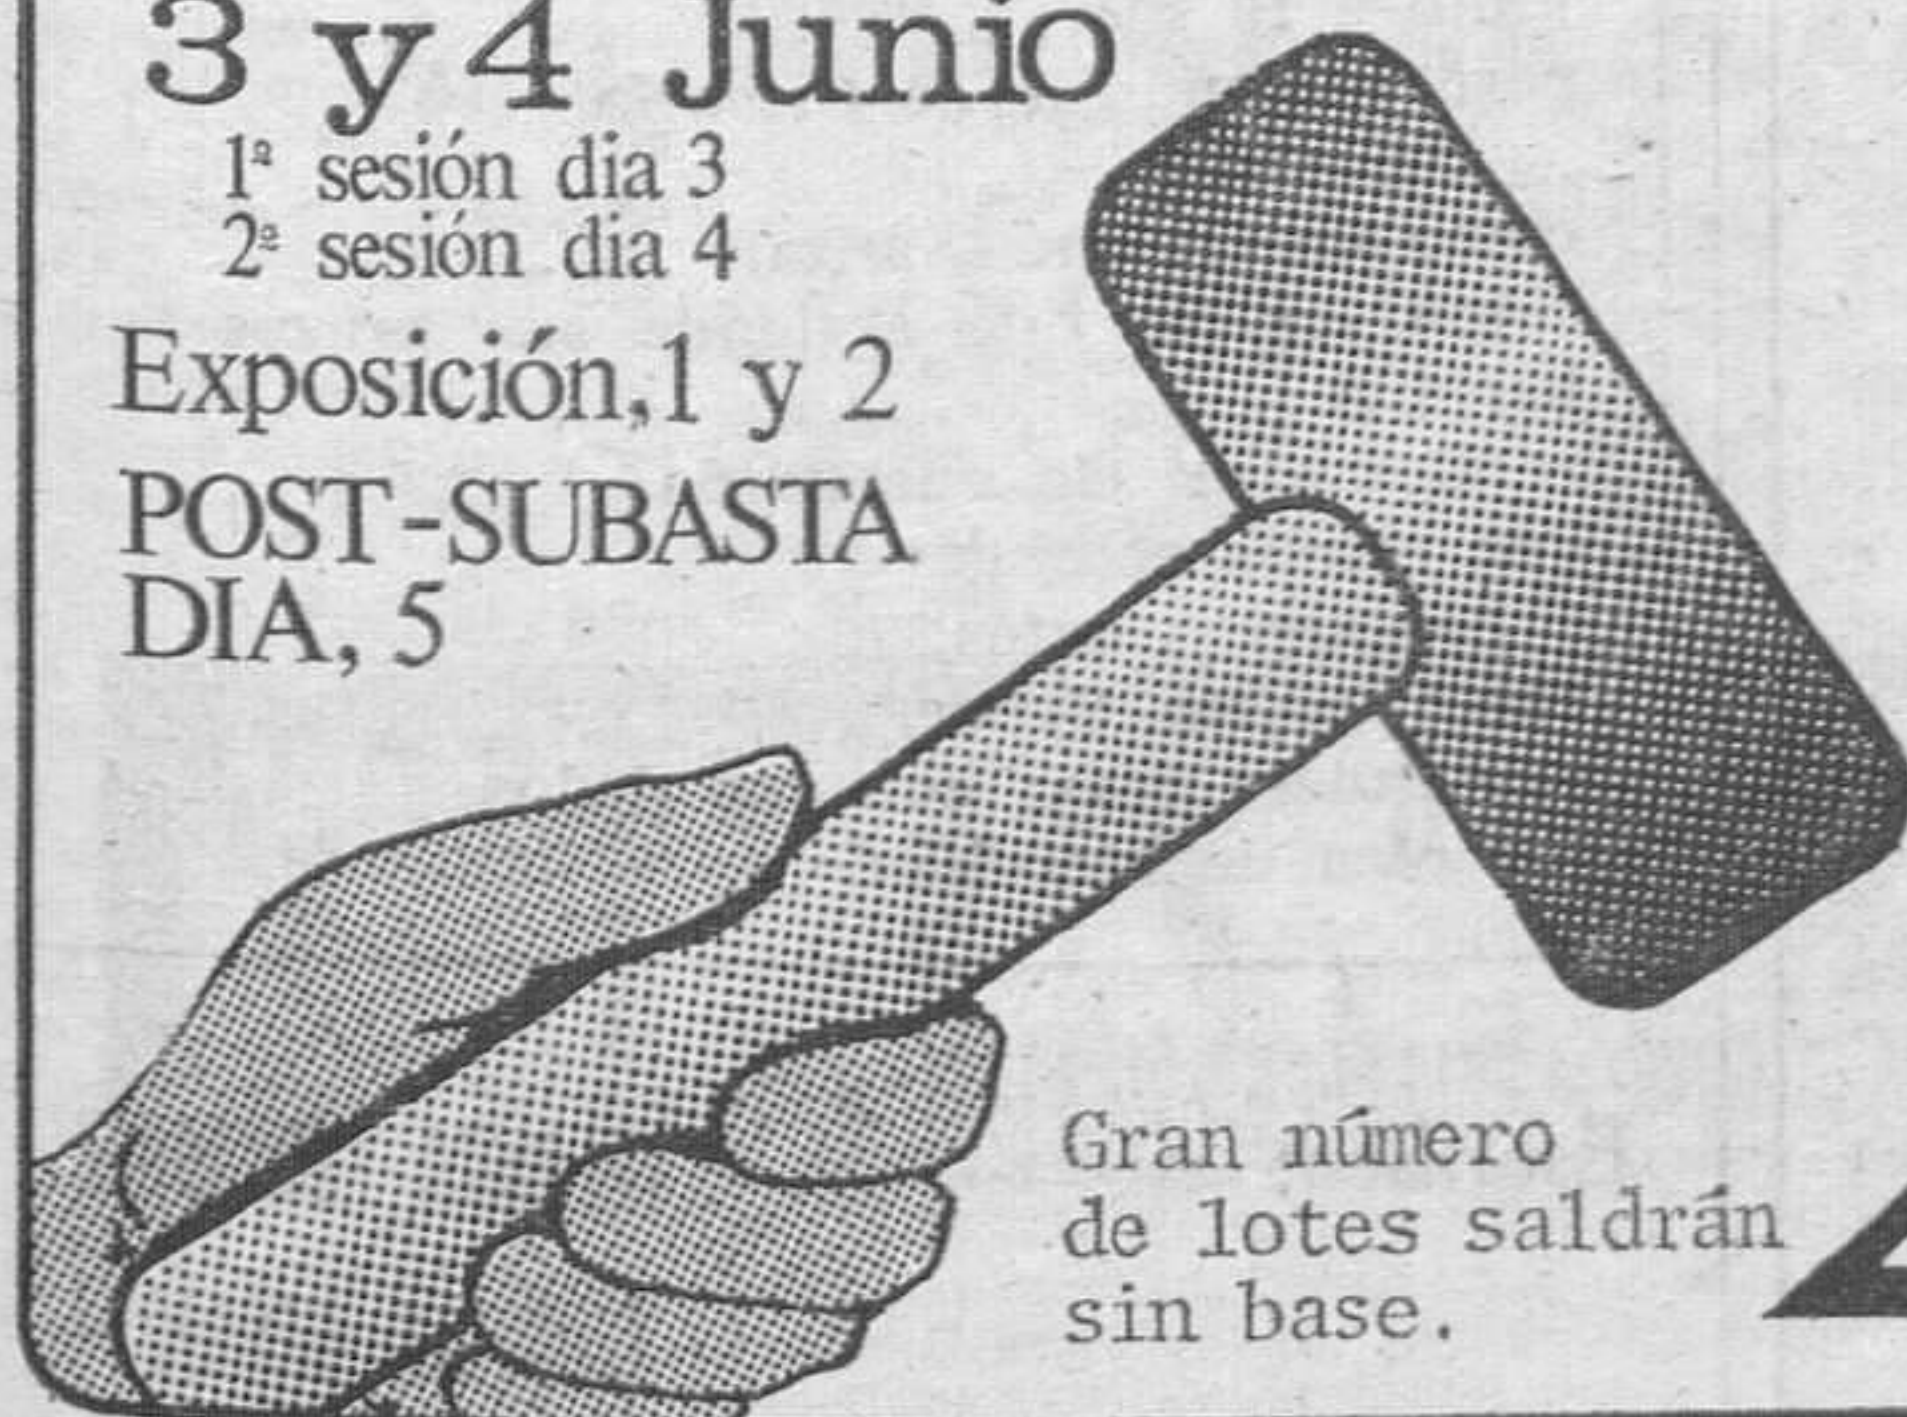 3 y 4 Junio
1ª sesión dia 3
2ª sesión dia 4
Exposición,1 y 2
POST-SUBASTA
DIA, 5
Gran número
de lotes saldrán
sin base.